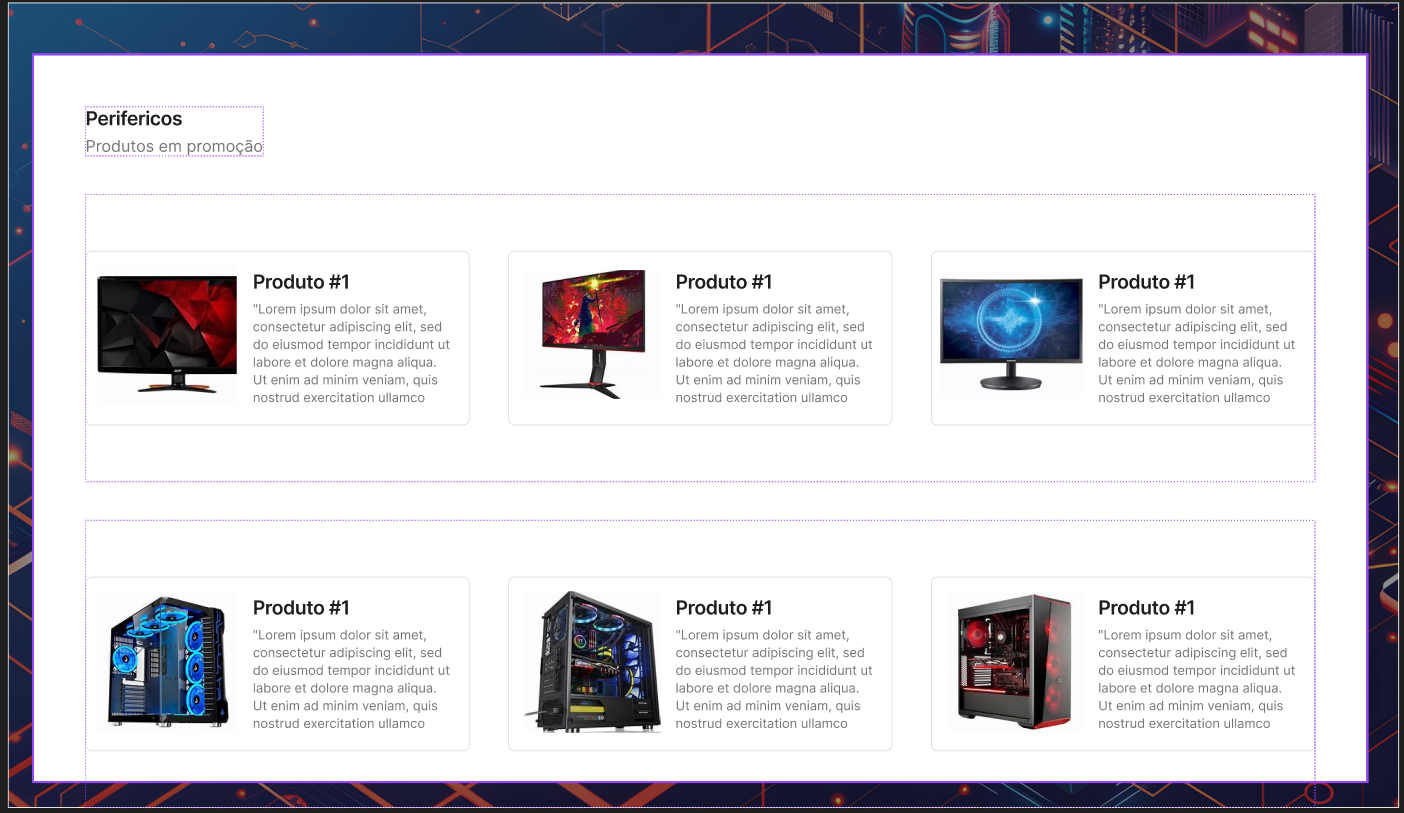 Perifericos
Produtos em promoção
Produto #1
"Lorem ipsum dolor sit amet,
consectetur adipiscing elit, sed
do eiusmod tempor incididunt ut
labore et dolore magna aliqua.
Ut enim ad minim veniam, quis
nostrud exercitation ullamco
Produto #1
"Lorem ipsum dolor sit amet,
consectetur adipiscing elit, sed
do eiusmod tempor incididunt ut
labore et dolore magna aliqua.
Ut enim ad minim veniam, quis
nostrud exercitation ullamco
Produto #1
"Lorem ipsum dolor sit amet,
consectetur adipiscing elit, sed
do eiusmod tempor incididunt ut
labore et dolore magna aliqua.
Ut enim ad minim veniam, quis
nostrud exercitation ullamco
Produto #1
"Lorem ipsum dolor sit amet,
consectetur adipiscing elit, sed
do eiusmod tempor incididunt ut
labore et dolore magna aliqua.
Ut enim ad minim veniam, quis
nostrud exercitation ullamco
Produto #1
"Lorem ipsum dolor sit amet,
consectetur adipiscing elit, sed
do eiusmod tempor incididunt ut
labore et dolore magna aliqua.
Ut enim ad minim veniam, quis
nostrud exercitation ullamco
Produto #1
"Lorem ipsum dolor sit amet,
consectetur adipiscing elit, sed
do eiusmod tempor incididunt ut
labore et dolore magna aliqua.
Ut enim ad minim veniam, quis
nostrud exercitation ullamco